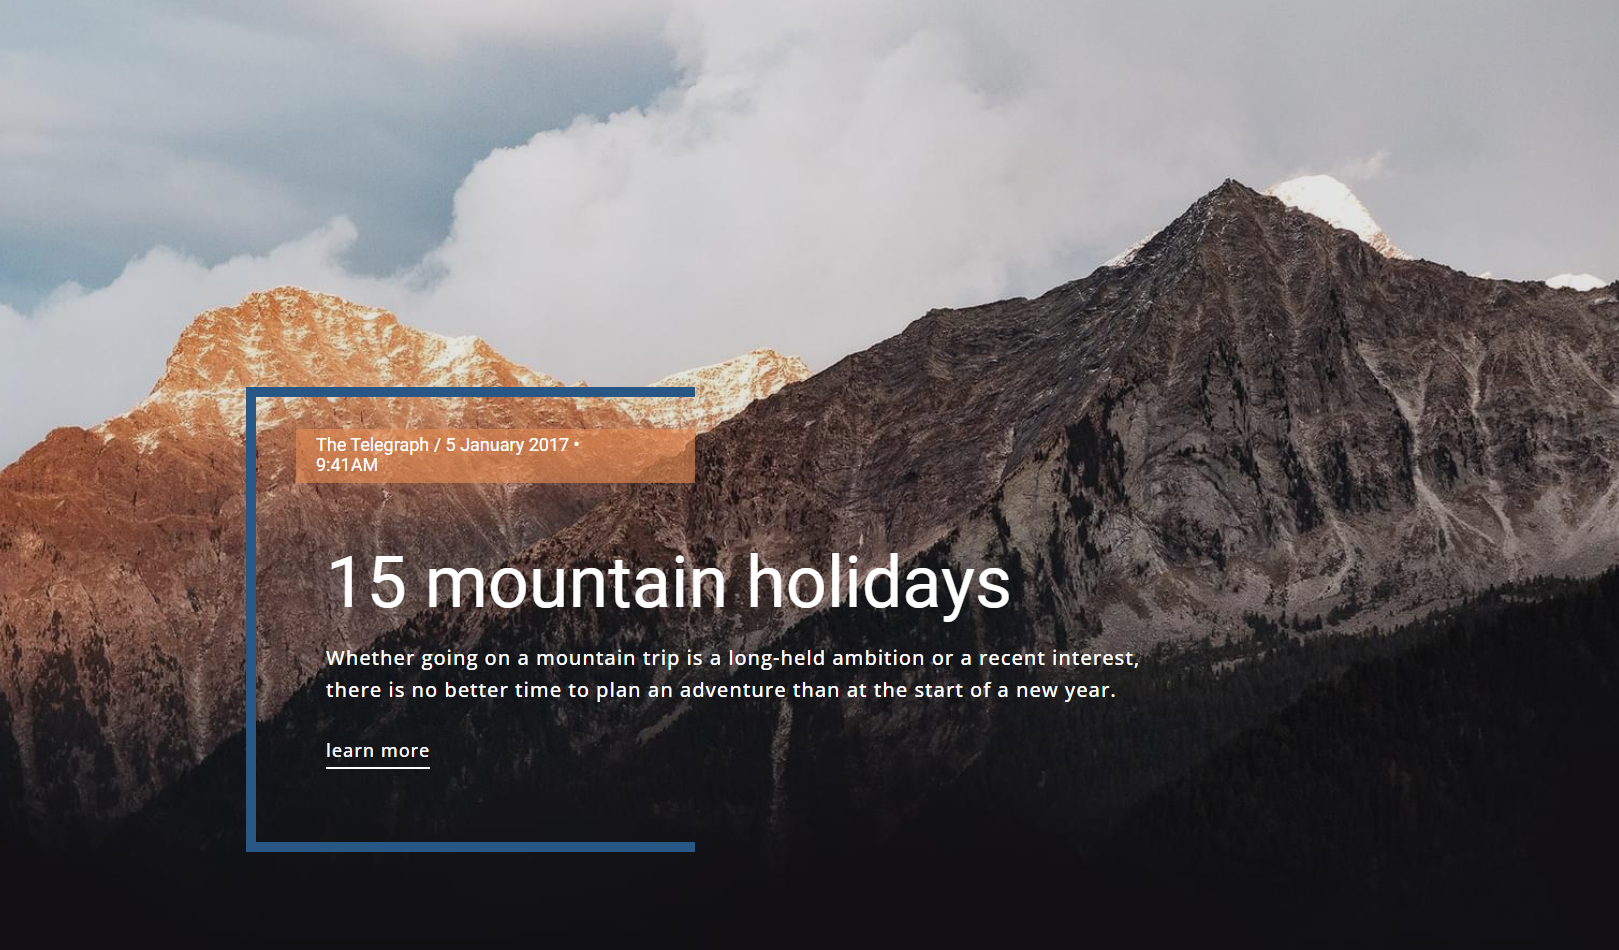 The Telegraph / 5 January 2017 •
9:41AM
15 mountain holidays
Whether going on a mountain trip is a long-held ambition or a recent interest,
there is no better time to plan an adventure than at the start of a new year.
learn more